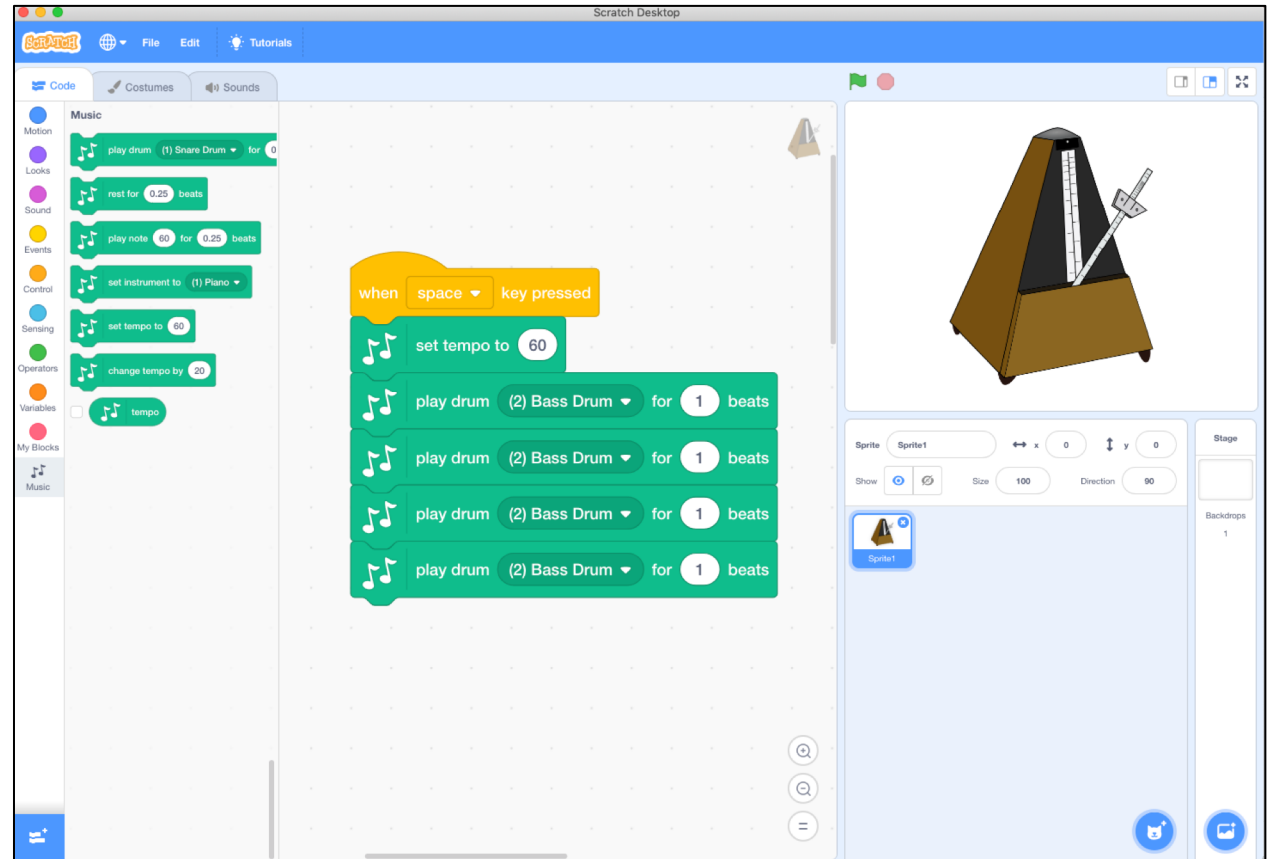 Scratch Desktop
SCRATCH File Edit Tutorials
Code Costumes Sounds
Motion
Looks
Sound
Events
Control
Sensing
Operators
Variables
My Blocks
Music
Music
play drum (1) Snare Drum for 0
rest for 0.25 beats
play note 60 for 0.25 beats
set instrument to (1) Piano
set tempo to 60
change tempo by 20
tempo
when space key pressed
set tempo to 60
play drum (2) Bass Drum for 1 beats
play drum (2) Bass Drum for 1 beats
play drum (2) Bass Drum for 1 beats
play drum (2) Bass Drum for 1 beats
Sprite Sprite1 x 0 y 0
Show Size 100 Direction 90
Sprite1
Stage
Backdrops
1